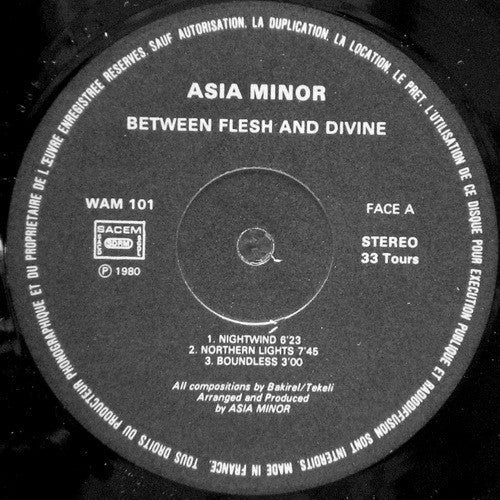 TOUS DROITS DU PRODUCTEUR PHONOGRAPHIQUE ET DU PROPRIETAIRE DE L'ŒUVRE ENREGISTREE RESERVES. SAUF AUTORISATION. LA DUPLICATION. LA LOCATION. LE PRET. L'UTILISATION DE CE DISQUE POUR EXECUTION PUBLIQUE ET RADIODIFFUSION SONT INTERDITS. MADE IN FRANCE.
ASIA MINOR
BETWEEN FLESH AND DIVINE
WAM 101
FACE A
SACEM
SACD
SDRM
SGDL
STEREO
33 Tours
Ⓟ 1980
1. NIGHTWIND 6'23
2. NORTHERN LIGHTS 7'45
3. BOUNDLESS 3'00
All compositions by Bakirel/Tekeli
Arranged and Produced
by ASIA MINOR